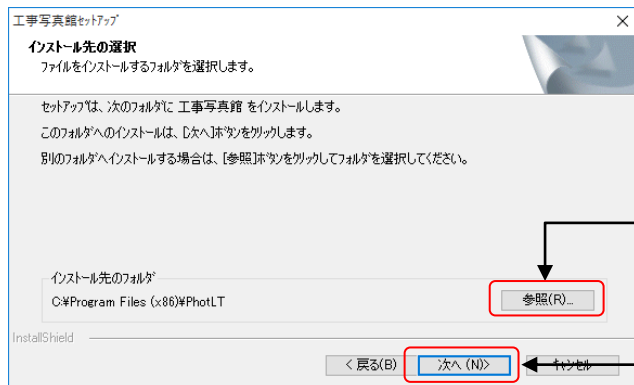 工事写真館ｾｯﾄｱｯﾌﾟ
インストール先の選択
ファイルをインストールするフォルダを選択します。
セットアップは、次のフォルダに 工事写真館 をインストールします。
このフォルダへのインストールは、[次へ]ボタンをクリックします。
別のフォルダへインストールする場合は、[参照]ボタンをクリックしてフォルダを選択してください。
インストール先のフォルダ
C:¥Program Files (x86)¥PhotLT
参照(R)...
InstallShield
< 戻る(B)
次へ (N)>
キャンセル